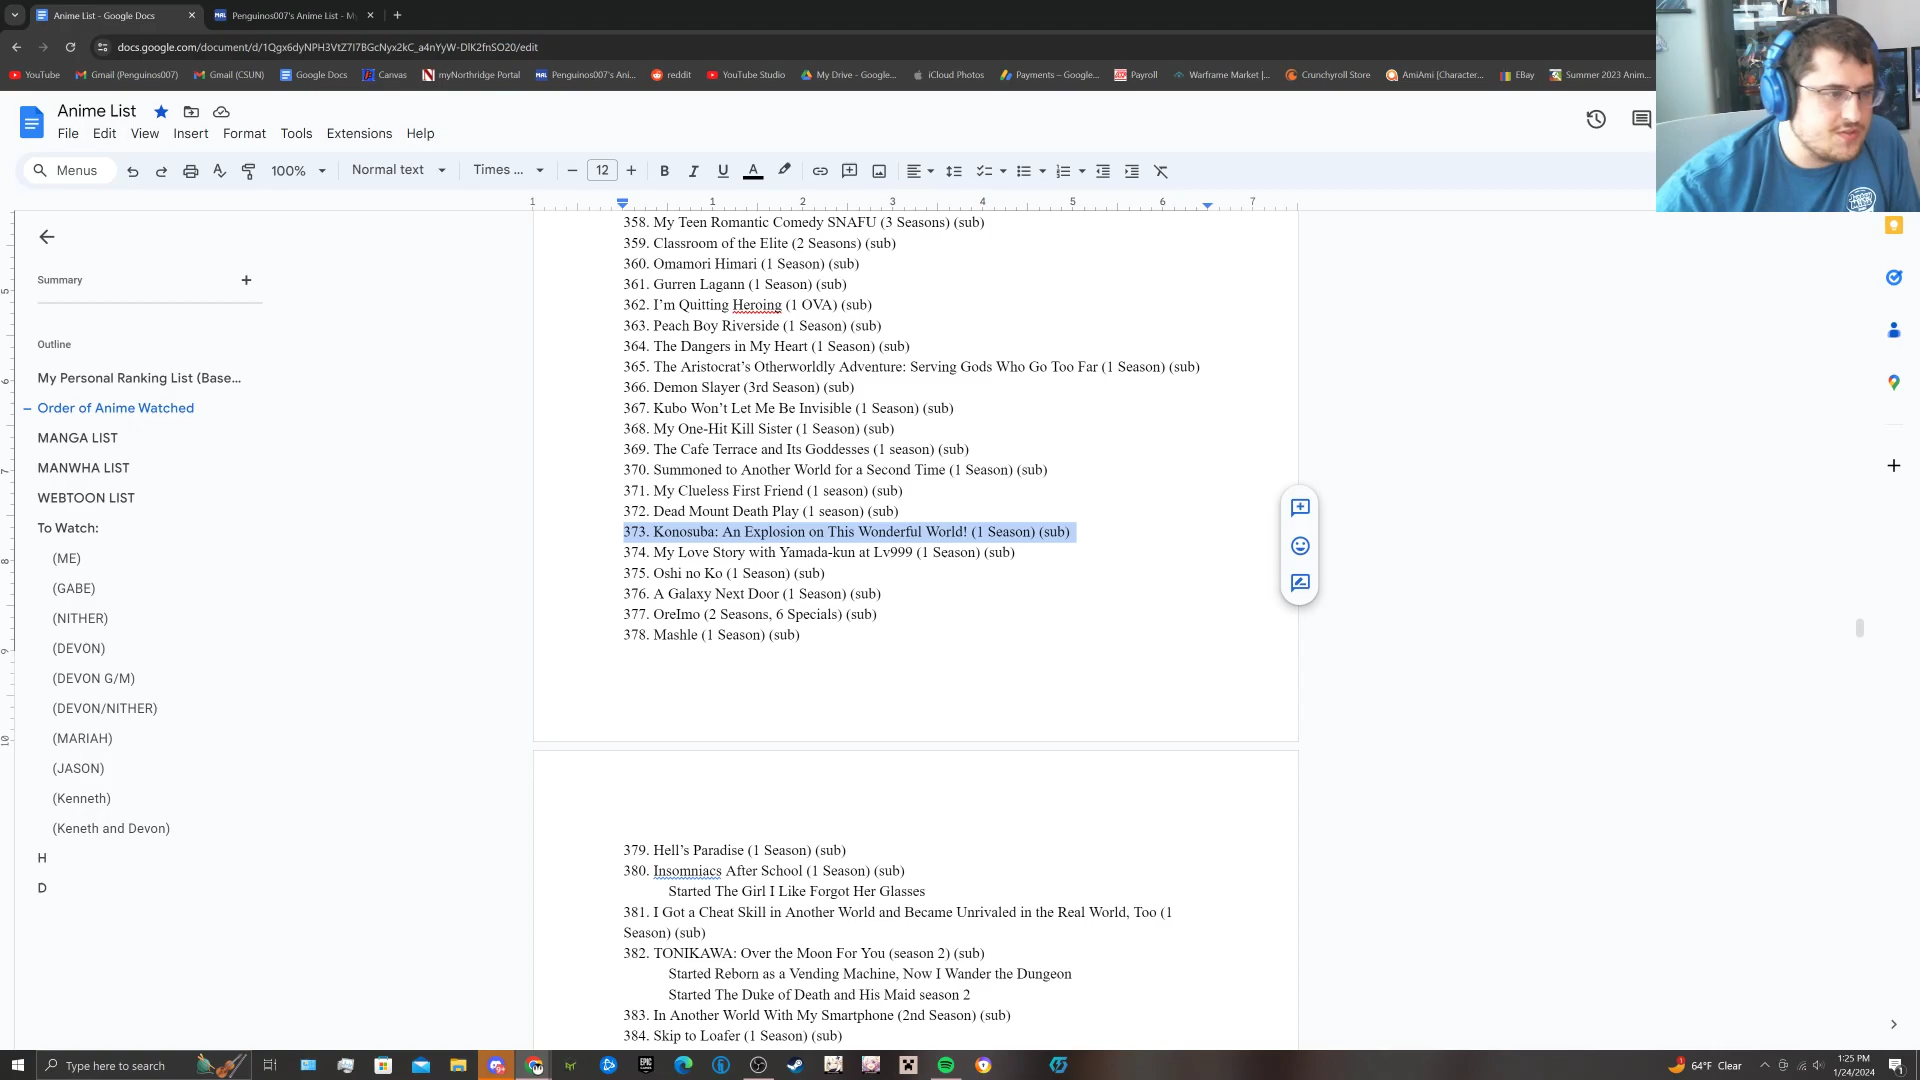 Anime List - Google Docs
Penguinos007's Anime List - My
docs.google.com/document/d/1Qgx6dyNPH3VtZ7I7BGcNyx2kC_a4nYyW-DlK2fnSO20/edit
YouTube
Gmail (Penguinos007)
Gmail (CSUN)
Google Docs
Canvas
myNorthridge Portal
Penguinos007's Ani...
reddit
YouTube Studio
My Drive - Google...
iCloud Photos
Payments – Google...
Payroll
Warframe Market |...
Crunchyroll Store
AmiAmi [Character...
EBay
Summer 2023 Anim...
Anime List
File Edit View Insert Format Tools Extensions Help
Menus 100% Normal text Times ... 12
1 1 2 3 4 5 6 7
Summary
Outline
My Personal Ranking List (Base...
Order of Anime Watched
MANGA LIST
MANWHA LIST
WEBTOON LIST
To Watch:
(ME)
(GABE)
(NITHER)
(DEVON)
(DEVON G/M)
(DEVON/NITHER)
(MARIAH)
(JASON)
(Kenneth)
(Keneth and Devon)
H
D
358. My Teen Romantic Comedy SNAFU (3 Seasons) (sub)
359. Classroom of the Elite (2 Seasons) (sub)
360. Omamori Himari (1 Season) (sub)
361. Gurren Lagann (1 Season) (sub)
362. I'm Quitting Heroing (1 OVA) (sub)
363. Peach Boy Riverside (1 Season) (sub)
364. The Dangers in My Heart (1 Season) (sub)
365. The Aristocrat's Otherworldly Adventure: Serving Gods Who Go Too Far (1 Season) (sub)
366. Demon Slayer (3rd Season) (sub)
367. Kubo Won't Let Me Be Invisible (1 Season) (sub)
368. My One-Hit Kill Sister (1 Season) (sub)
369. The Cafe Terrace and Its Goddesses (1 season) (sub)
370. Summoned to Another World for a Second Time (1 Season) (sub)
371. My Clueless First Friend (1 season) (sub)
372. Dead Mount Death Play (1 season) (sub)
373. Konosuba: An Explosion on This Wonderful World! (1 Season) (sub)
374. My Love Story with Yamada-kun at Lv999 (1 Season) (sub)
375. Oshi no Ko (1 Season) (sub)
376. A Galaxy Next Door (1 Season) (sub)
377. OreImo (2 Seasons, 6 Specials) (sub)
378. Mashle (1 Season) (sub)
379. Hell's Paradise (1 Season) (sub)
380. Insomniacs After School (1 Season) (sub)
Started The Girl I Like Forgot Her Glasses
381. I Got a Cheat Skill in Another World and Became Unrivaled in the Real World, Too (1
Season) (sub)
382. TONIKAWA: Over the Moon For You (season 2) (sub)
Started Reborn as a Vending Machine, Now I Wander the Dungeon
Started The Duke of Death and His Maid season 2
383. In Another World With My Smartphone (2nd Season) (sub)
384. Skip to Loafer (1 Season) (sub)
Type here to search
64°F Clear
1:25 PM
1/24/2024